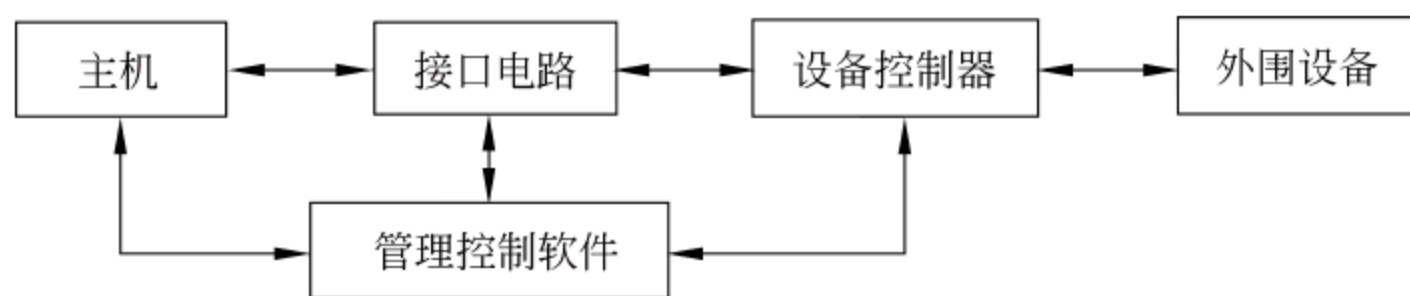 主机
接口电路
设备控制器
外围设备
管理控制软件